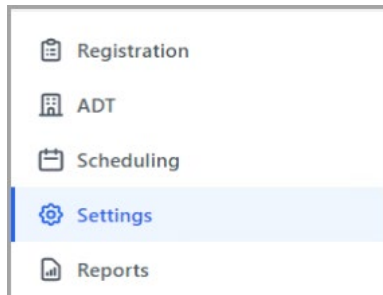 Registration
ADT
Scheduling
Settings
Reports